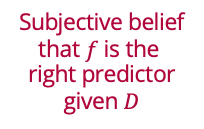 Subjective belief
that f is the
right predictor
given D